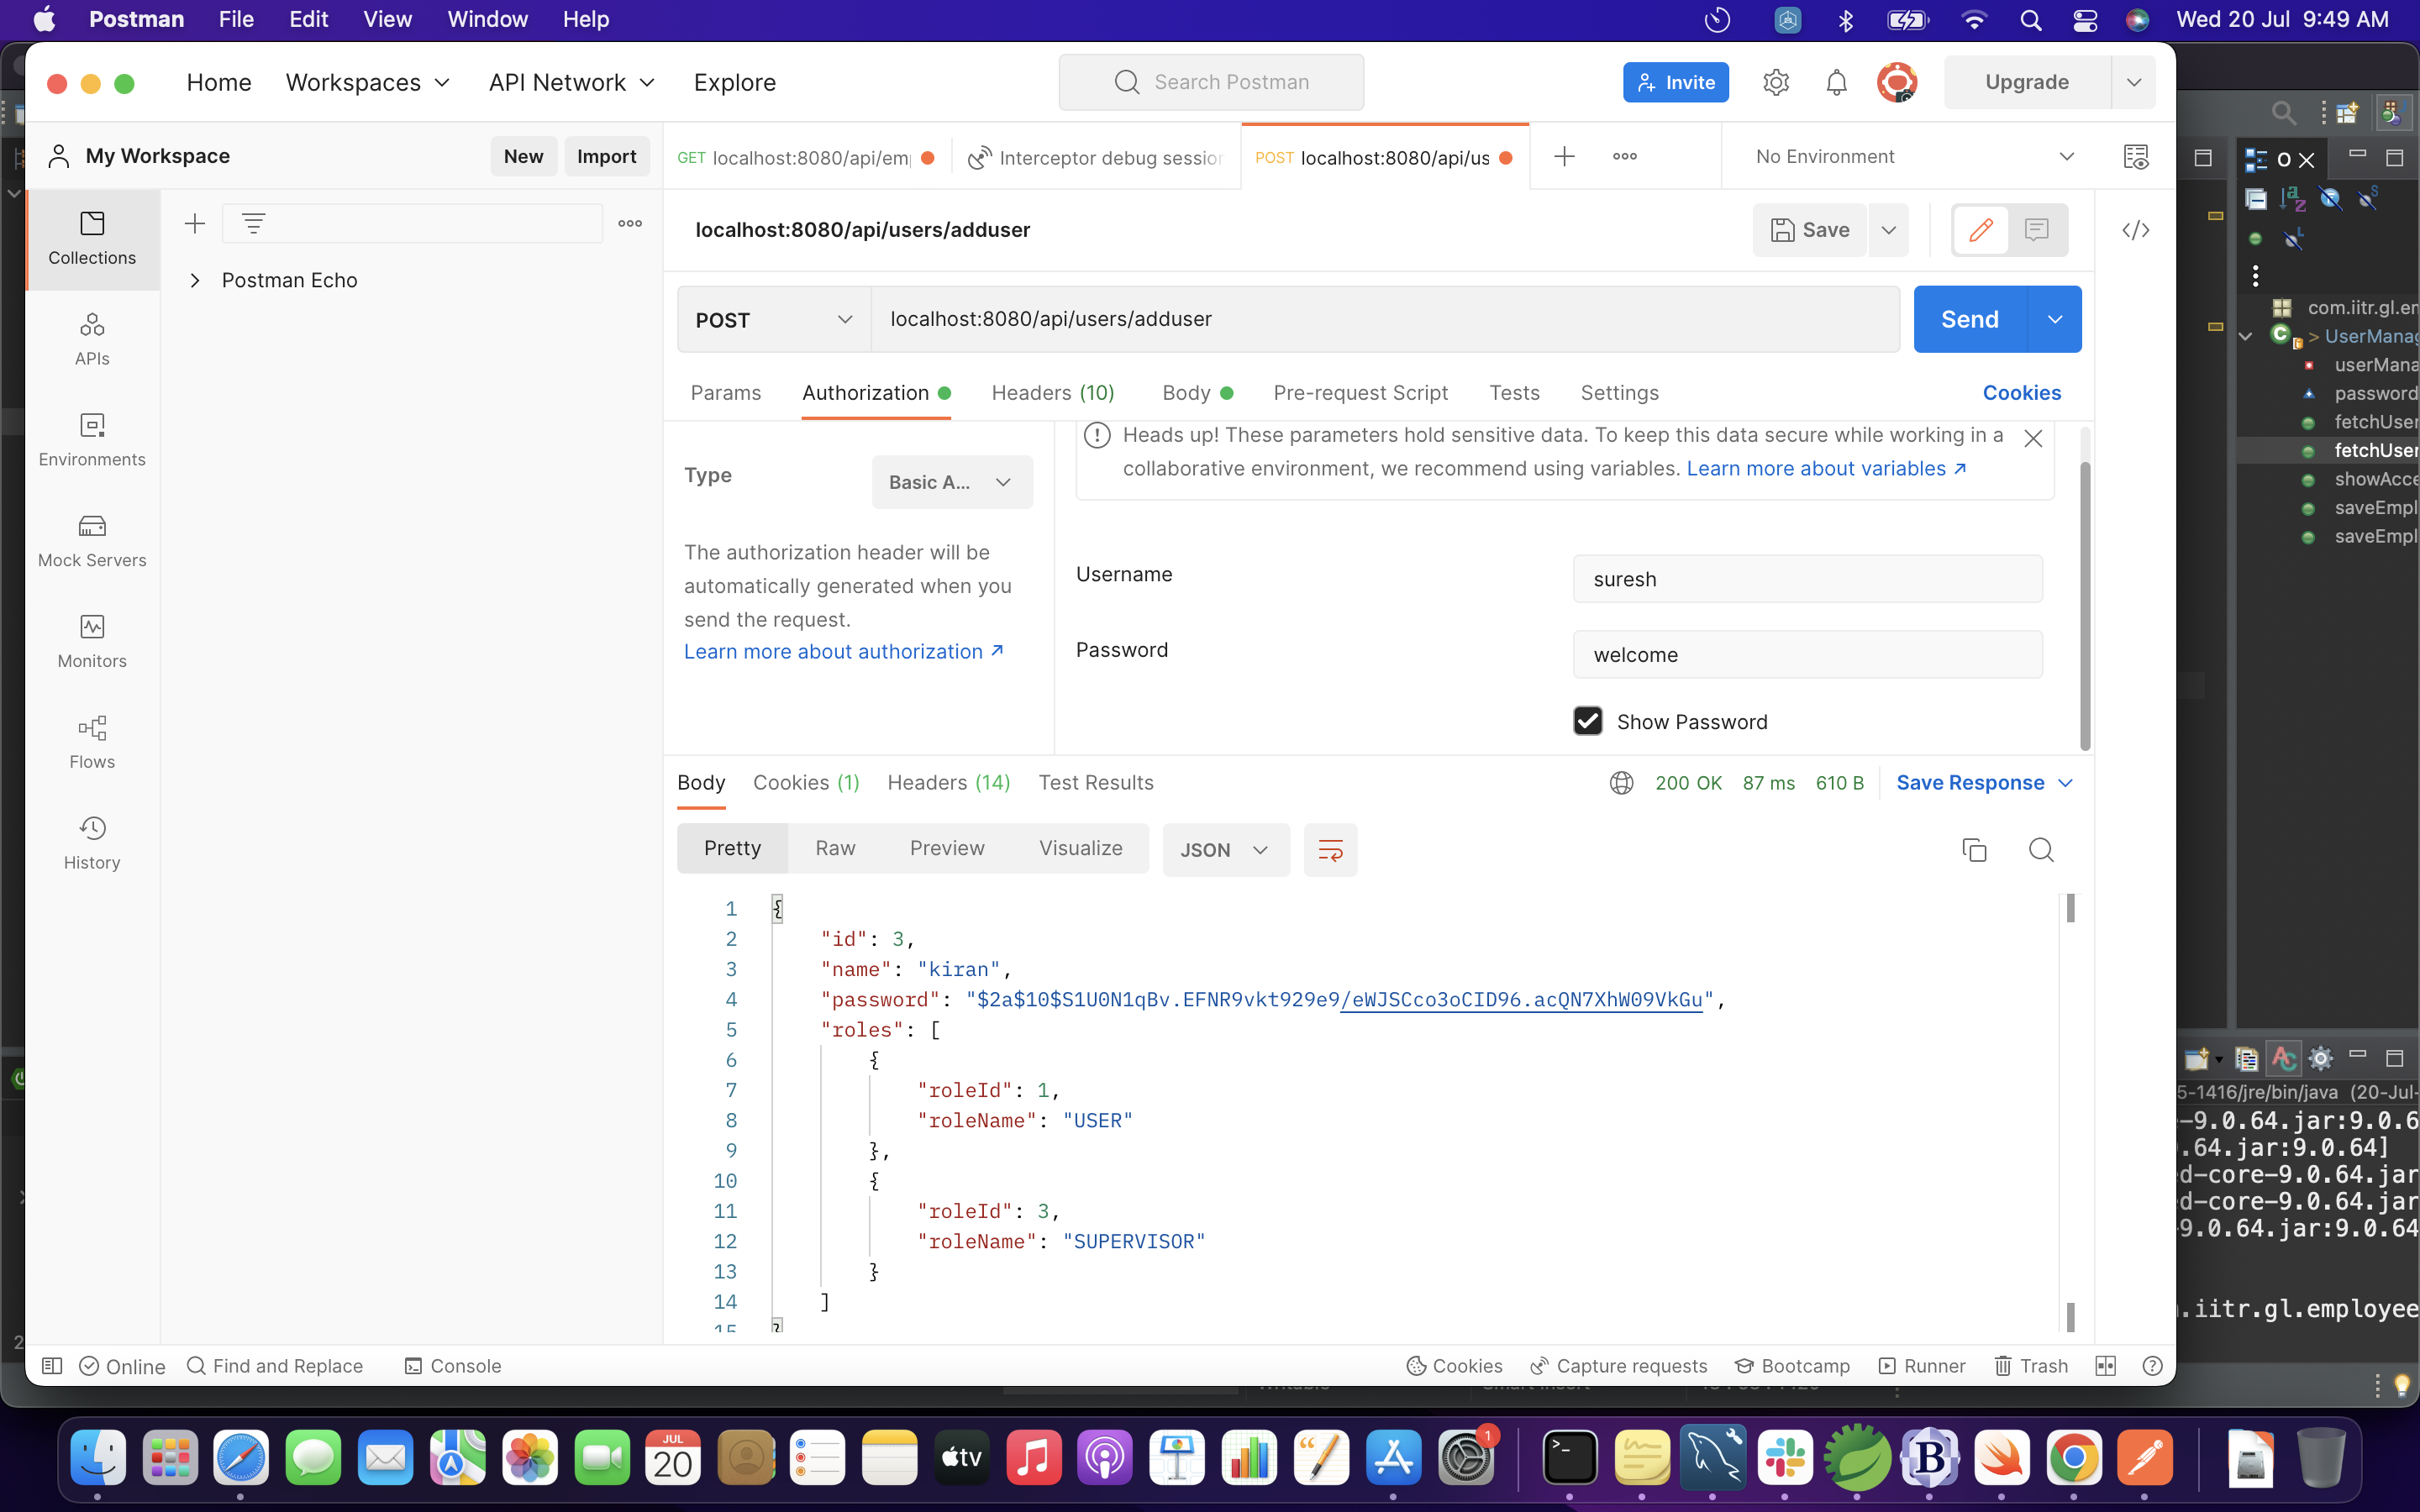 Postman File Edit View Window Help Wed 20 Jul 9:49 AM
Home Workspaces API Network Explore Search Postman Invite Upgrade
My Workspace New Import
GET localhost:8080/api/em Interceptor debug session POST localhost:8080/api/us No Environment
Collections
APIs
Environments
Mock Servers
Monitors
Flows
History
Postman Echo
localhost:8080/api/users/adduser Save
POST localhost:8080/api/users/adduser Send
Params Authorization Headers (10) Body Pre-request Script Tests Settings Cookies
Type Basic A...
The authorization header will be
automatically generated when you
send the request.
Learn more about authorization ↗
Heads up! These parameters hold sensitive data. To keep this data secure while working in a
collaborative environment, we recommend using variables. Learn more about variables ↗
Username suresh
Password welcome
Show Password
Body Cookies (1) Headers (14) Test Results 200 OK 87 ms 610 B Save Response
Pretty Raw Preview Visualize JSON
1 {
2 "id": 3,
3 "name": "kiran",
4 "password": "$2a$10$S1U0N1qBv.EFNR9vkt929e9/eWJSCco3oCID96.acQN7XhW09VkGu",
5 "roles": [
6 {
7 "roleId": 1,
8 "roleName": "USER"
9 },
10 {
11 "roleId": 3,
12 "roleName": "SUPERVISOR"
13 }
14 ]
15 }
Online Find and Replace Console Cookies Capture requests Bootcamp Runner Trash
O
com.iitr.gl.em
> UserManag
userMana
password
fetchUser
fetchUser
showAcce
saveEmpl
saveEmpl
5-1416/jre/bin/java (20-Jul-
-9.0.64.jar:9.0.6
.64.jar:9.0.64]
d-core-9.0.64.jar
d-core-9.0.64.jar
9.0.64.jar:9.0.64
.iitr.gl.employee
JUL
20
tv
1
B